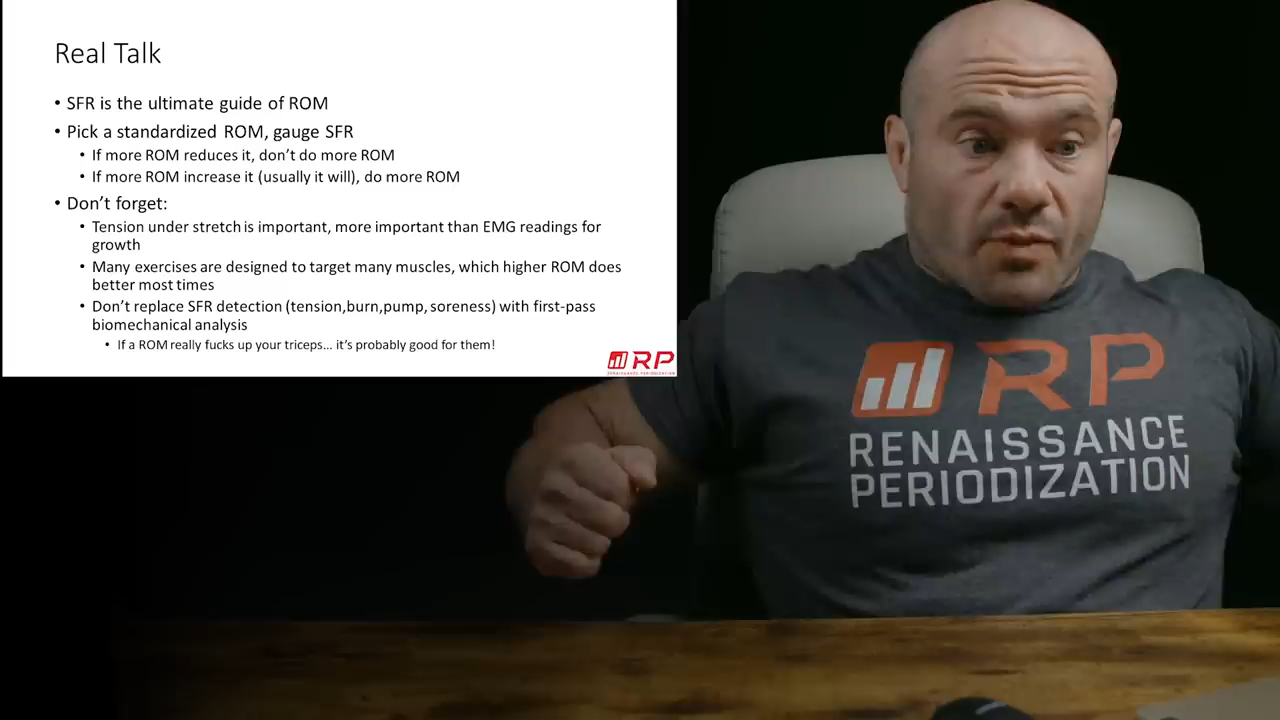 Real Talk
• SFR is the ultimate guide of ROM
• Pick a standardized ROM, gauge SFR
• If more ROM reduces it, don't do more ROM
• If more ROM increase it (usually it will), do more ROM
• Don't forget:
• Tension under stretch is important, more important than EMG readings for
growth
• Many exercises are designed to target many muscles, which higher ROM does
better most times
• Don't replace SFR detection (tension,burn,pump, soreness) with first-pass
biomechanical analysis
• If a ROM really fucks up your triceps... it's probably good for them!
RP
RENAISSANCE PERIODIZATION
RP
RENAISSANCE
PERIODIZATION